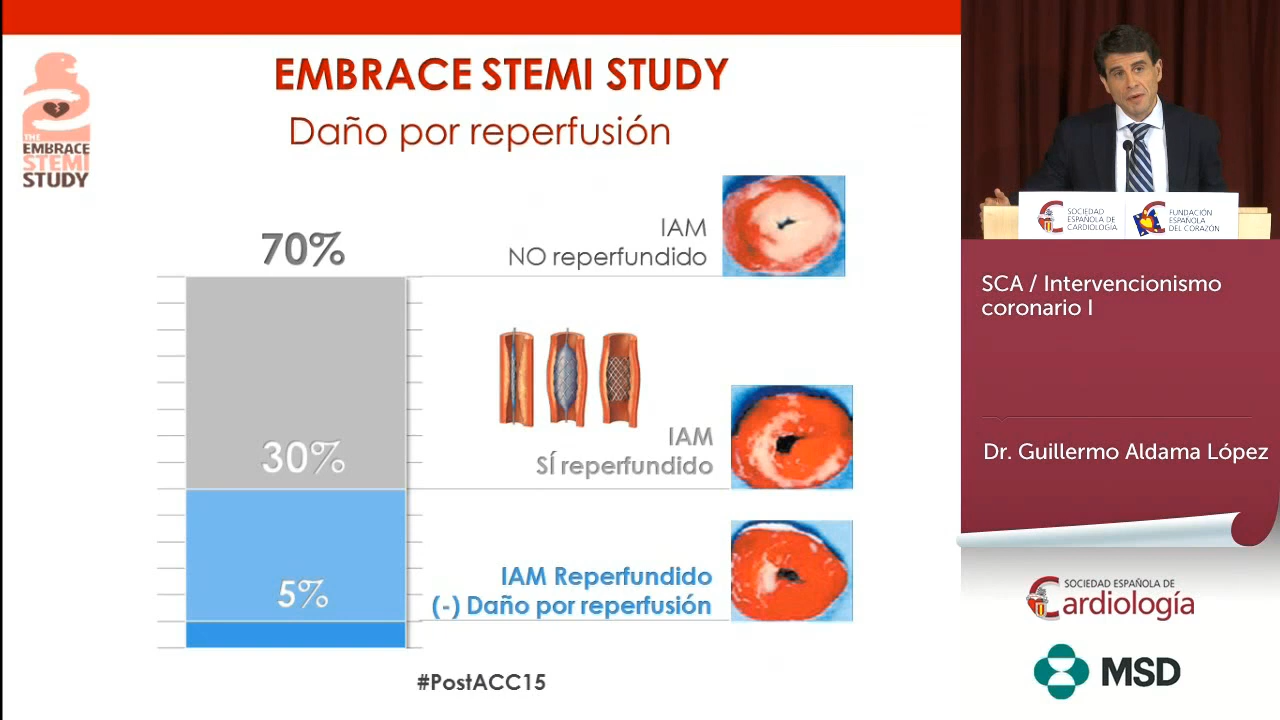 EMBRACE STEMI STUDY
Daño por reperfusión
THE
EMBRACE
STEMI
STUDY
70%
IAM
NO reperfundido
30%
IAM
SÍ reperfundido
5%
IAM Reperfundido
(-) Daño por reperfusión
#PostACC15
SOCIEDAD
ESPAÑOLA DE
CARDIOLOGÍA
FUNDACIÓN
ESPAÑOLA
DEL CORAZÓN
SCA / Intervencionismo
coronario I
Dr. Guillermo Aldama López
SOCIEDAD ESPAÑOLA DE
Cardiología
MSD